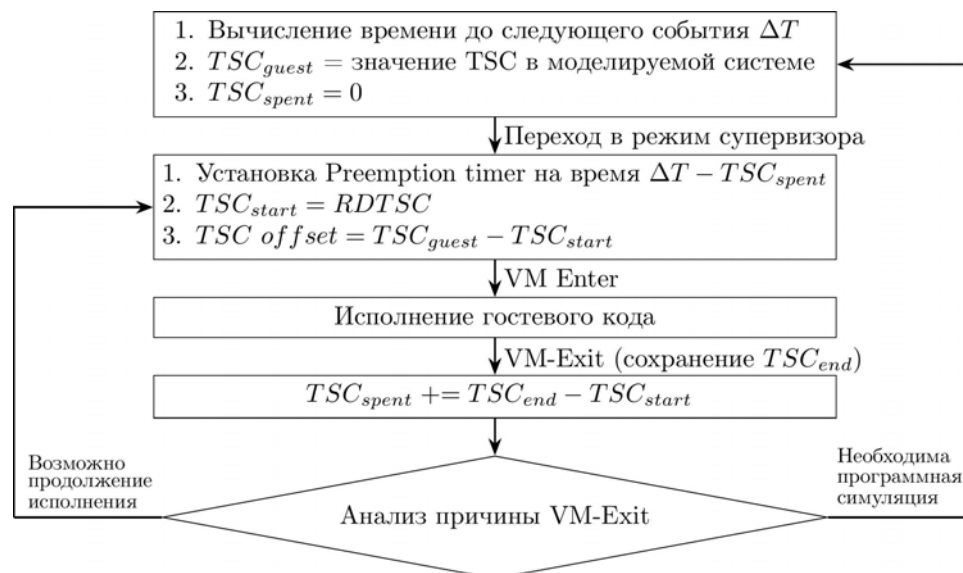 1. Вычисление времени до следующего события ΔT
2. TSC_guest = значение TSC в моделируемой системе
3. TSC_spent = 0
Переход в режим супервизора
1. Установка Preemption timer на время ΔT − TSC_spent
2. TSC_start = RDTSC
3. TSC offset = TSC_guest − TSC_start
VM Enter
Исполнение гостевого кода
VM-Exit (сохранение TSC_end)
TSC_spent += TSC_end − TSC_start
Возможно
продолжение
исполнения
Анализ причины VM-Exit
Необходима
программная
симуляция